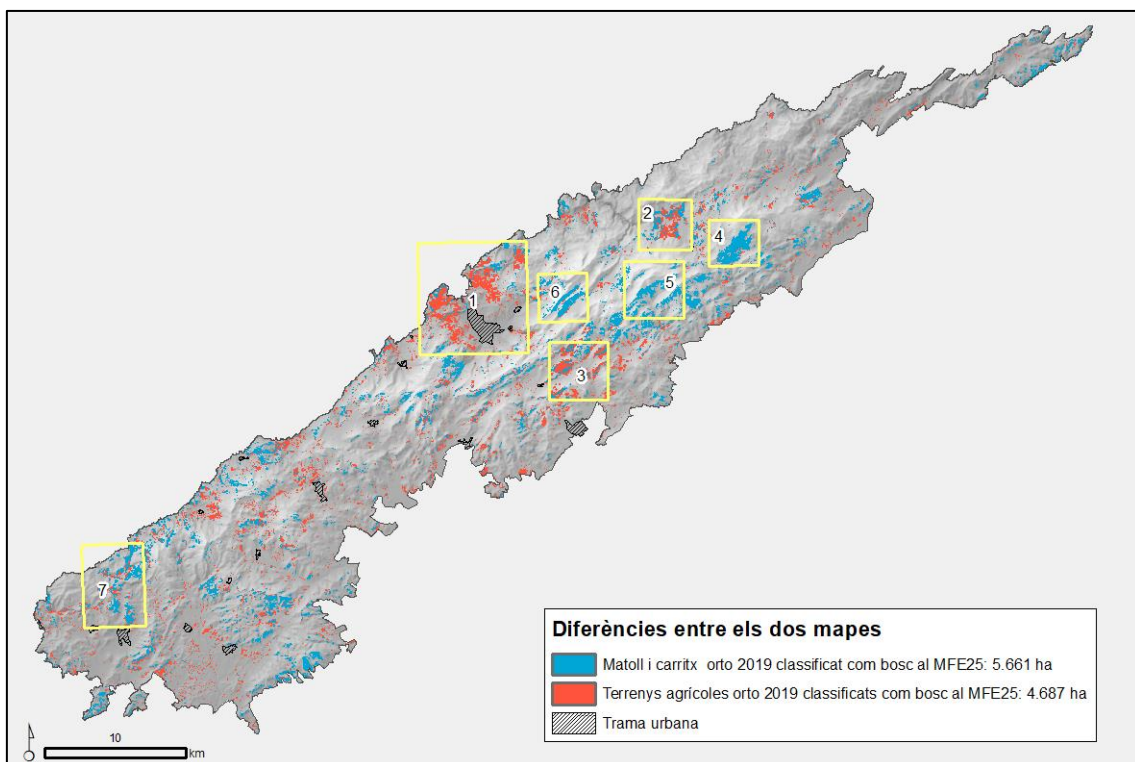 2
4
5
6
1
3
7
Diferències entre els dos mapes
Matoll i carritx orto 2019 classificat com bosc al MFE25: 5.661 ha
Terrenys agrícoles orto 2019 classificats com bosc al MFE25: 4.687 ha
Trama urbana
10
km